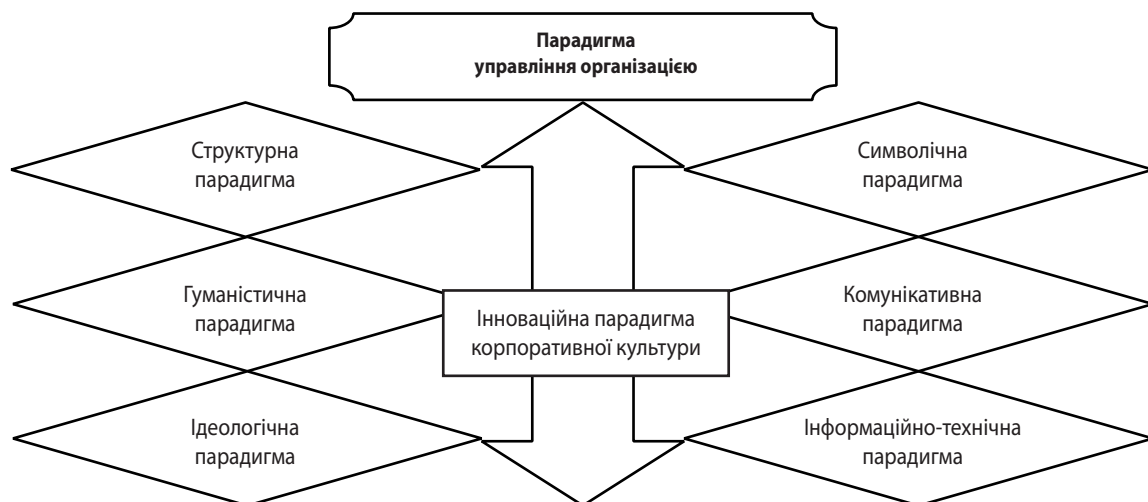 Парадигма
управління організацією
Структурна
парадигма
Символічна
парадигма
Гуманістична
парадигма
Інноваційна парадигма
корпоративної культури
Комунікативна
парадигма
Ідеологічна
парадигма
Інформаційно-технічна
парадигма